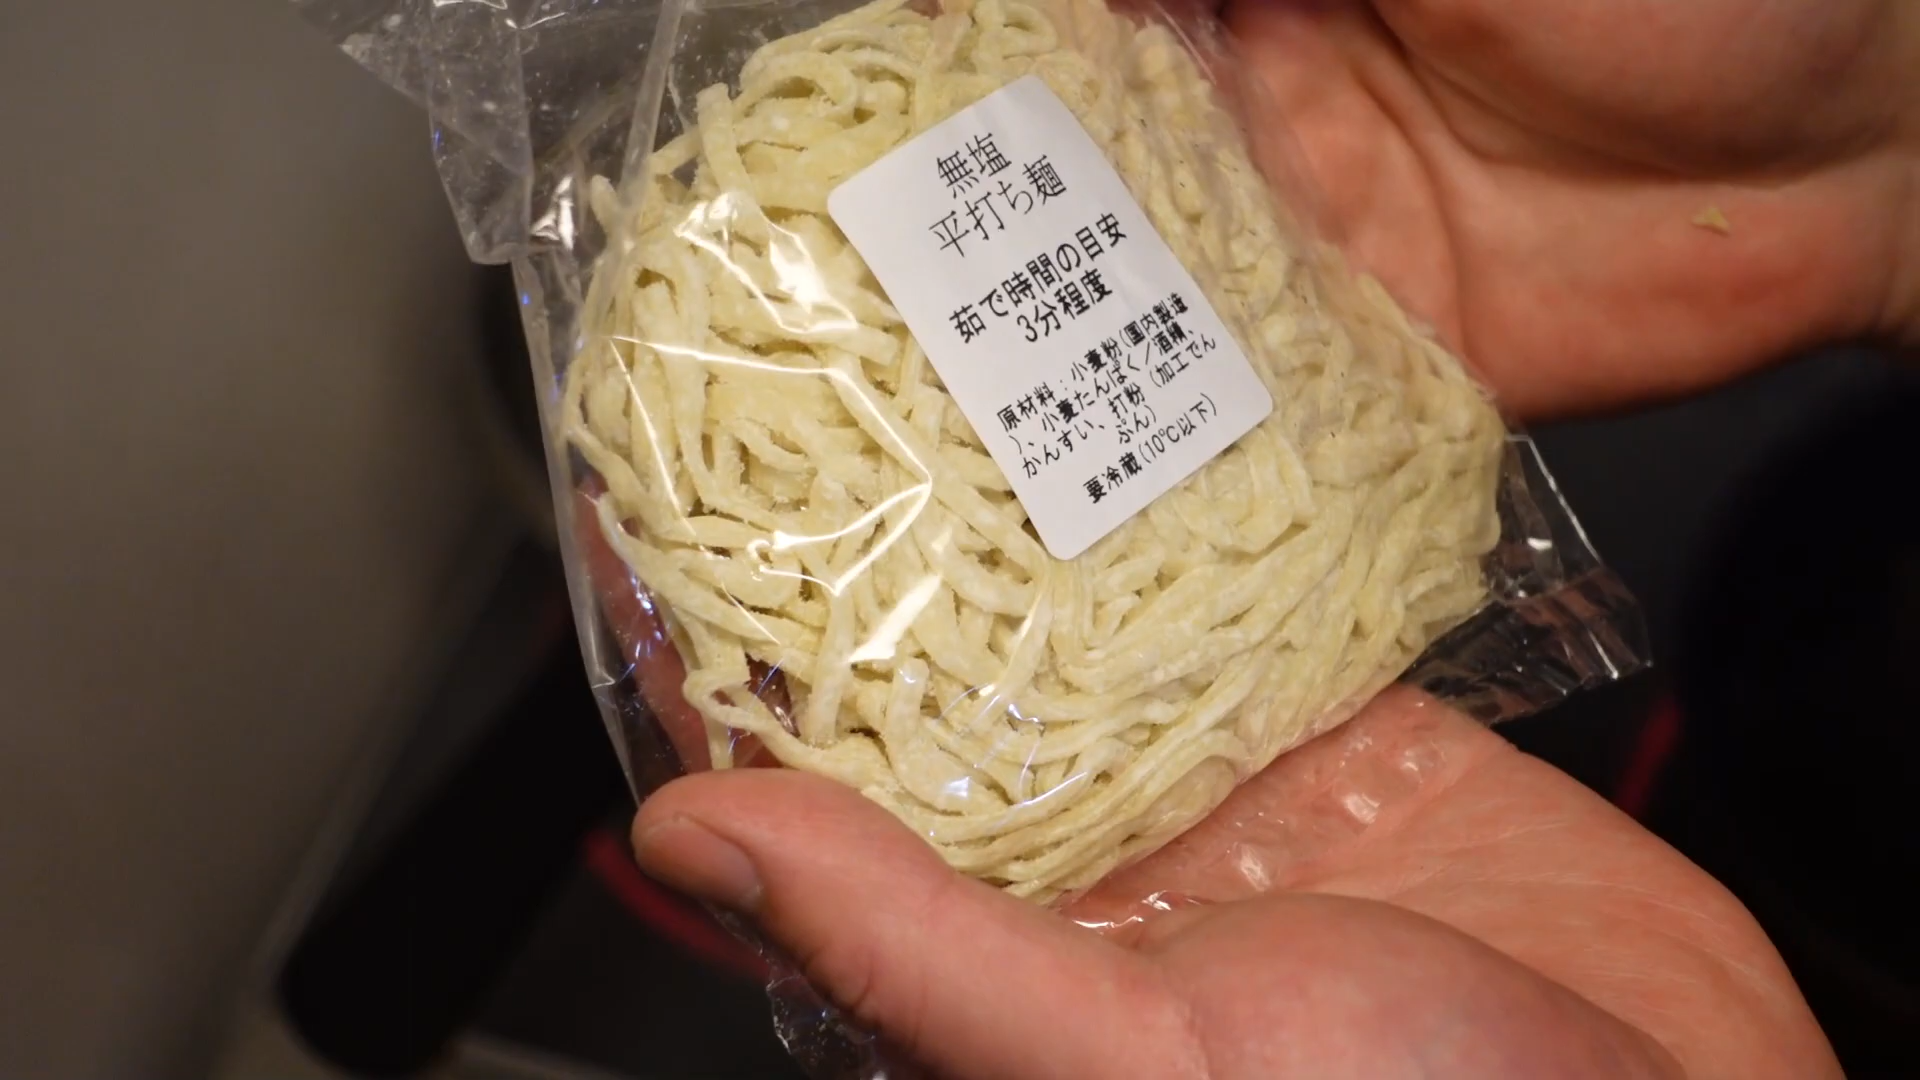 無塩
平打ち麺
茹で時間の目安
3分程度
原材料：小麦粉(国内製造
)、小麦たんぱく／酒精、
かんすい、打粉（加工でん
ぷん)
要冷蔵(10℃以下)